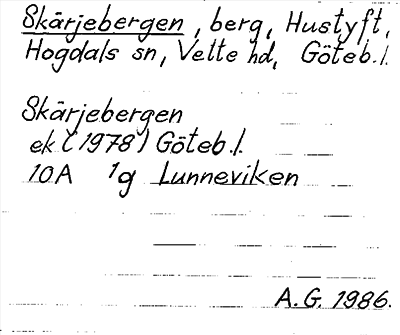 Skärjebergen, berg, Hustyft,
Hogdals sn, Vette hd, Göteb. l.
Skärjebergen
ek (1978) Göteb. l.
10A 1g Lunneviken
A.G. 1986.